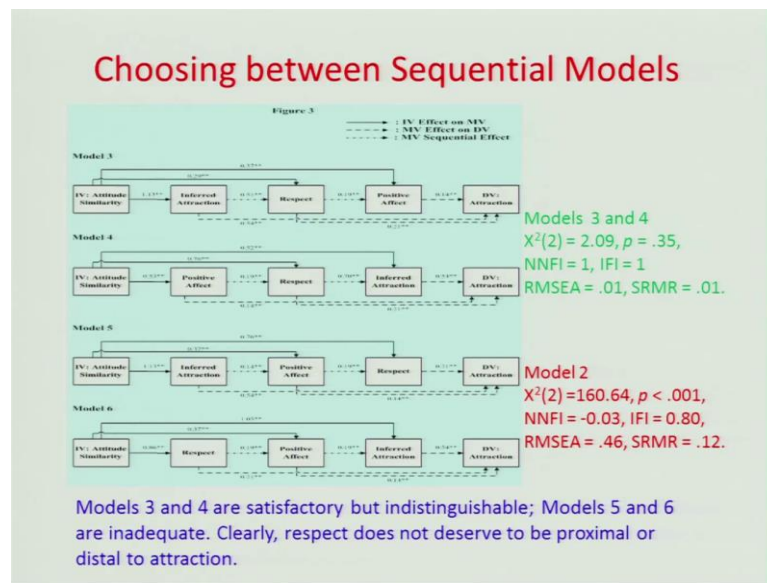 Choosing between Sequential Models
Figure 3
: IV Effect on MV
: MV Effect on DV
: MV Sequential Effect
Model 3
IV: Attitude Similarity
Inferred Attraction
Respect
Positive Affect
DV: Attraction
Model 4
IV: Attitude Similarity
Positive Affect
Respect
Inferred Attraction
DV: Attraction
Models 3 and 4
X²(2) = 2.09, p = .35,
NNFI = 1, IFI = 1
RMSEA = .01, SRMR = .01.
Model 5
IV: Attitude Similarity
Inferred Attraction
Positive Affect
Respect
DV: Attraction
Model 6
IV: Attitude Similarity
Respect
Positive Affect
Inferred Attraction
DV: Attraction
Model 2
X²(2) =160.64, p < .001,
NNFI = -0.03, IFI = 0.80,
RMSEA = .46, SRMR = .12.
Models 3 and 4 are satisfactory but indistinguishable; Models 5 and 6
are inadequate. Clearly, respect does not deserve to be proximal or
distal to attraction.